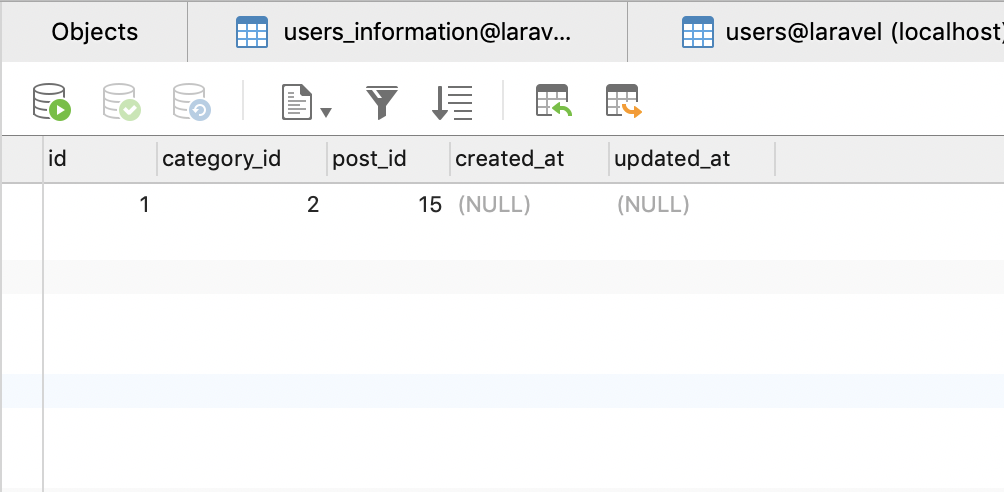 Objects users_information@larav... users@laravel (localhost)
id category_id post_id created_at updated_at
1 2 15 (NULL) (NULL)